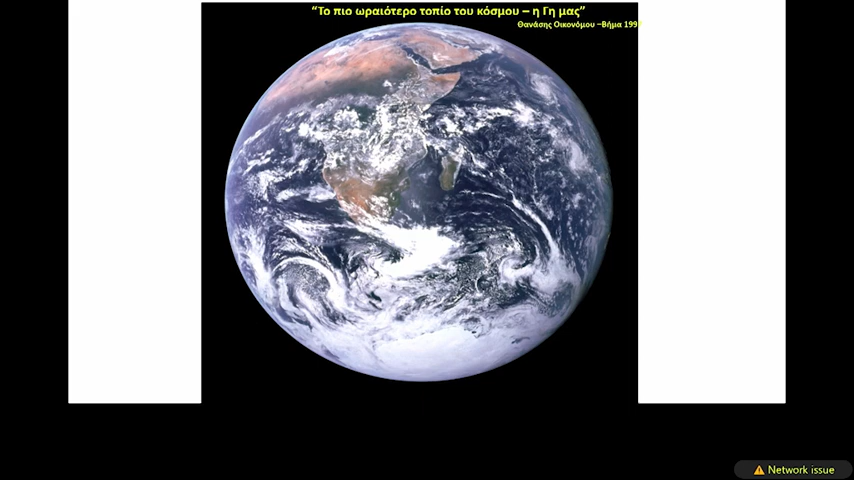 “Το πιο ωραιότερο τοπίο του κόσμου – η Γη μας”
Θανάσης Οικονόμου –Βήμα 199
Network issue